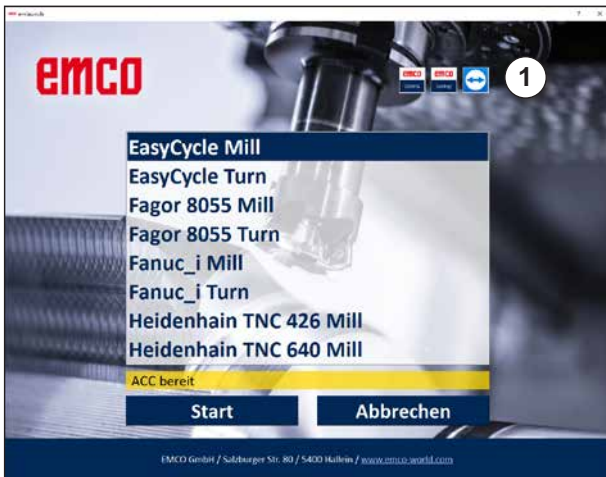 emco
1
EasyCycle Mill
EasyCycle Turn
Fagor 8055 Mill
Fagor 8055 Turn
Fanuc_i Mill
Fanuc_i Turn
Heidenhain TNC 426 Mill
Heidenhain TNC 640 Mill
ACC bereit
Start Abbrechen
EMCO GmbH / Salzburger Str. 80 / 5400 Hallein / www.emco-world.com